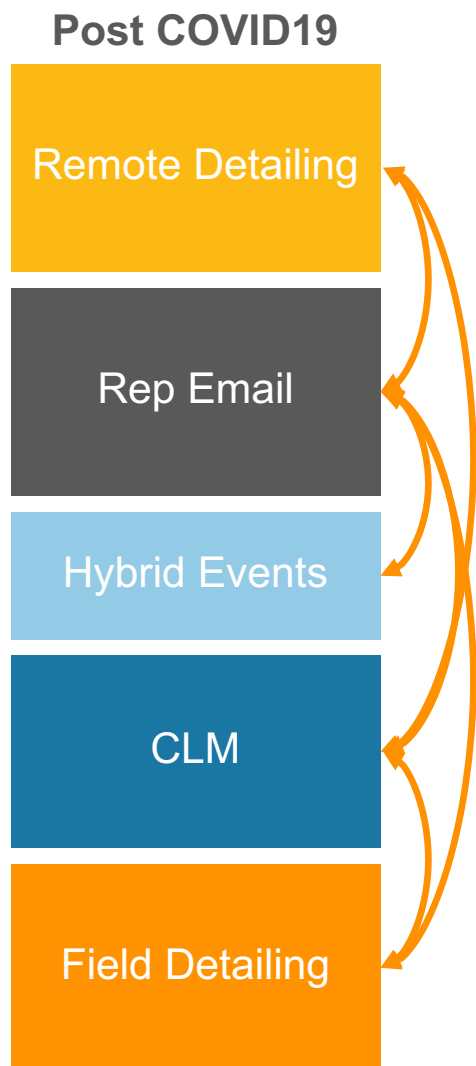 Post COVID19
Remote Detailing
Rep Email
Hybrid Events
CLM
Field Detailing